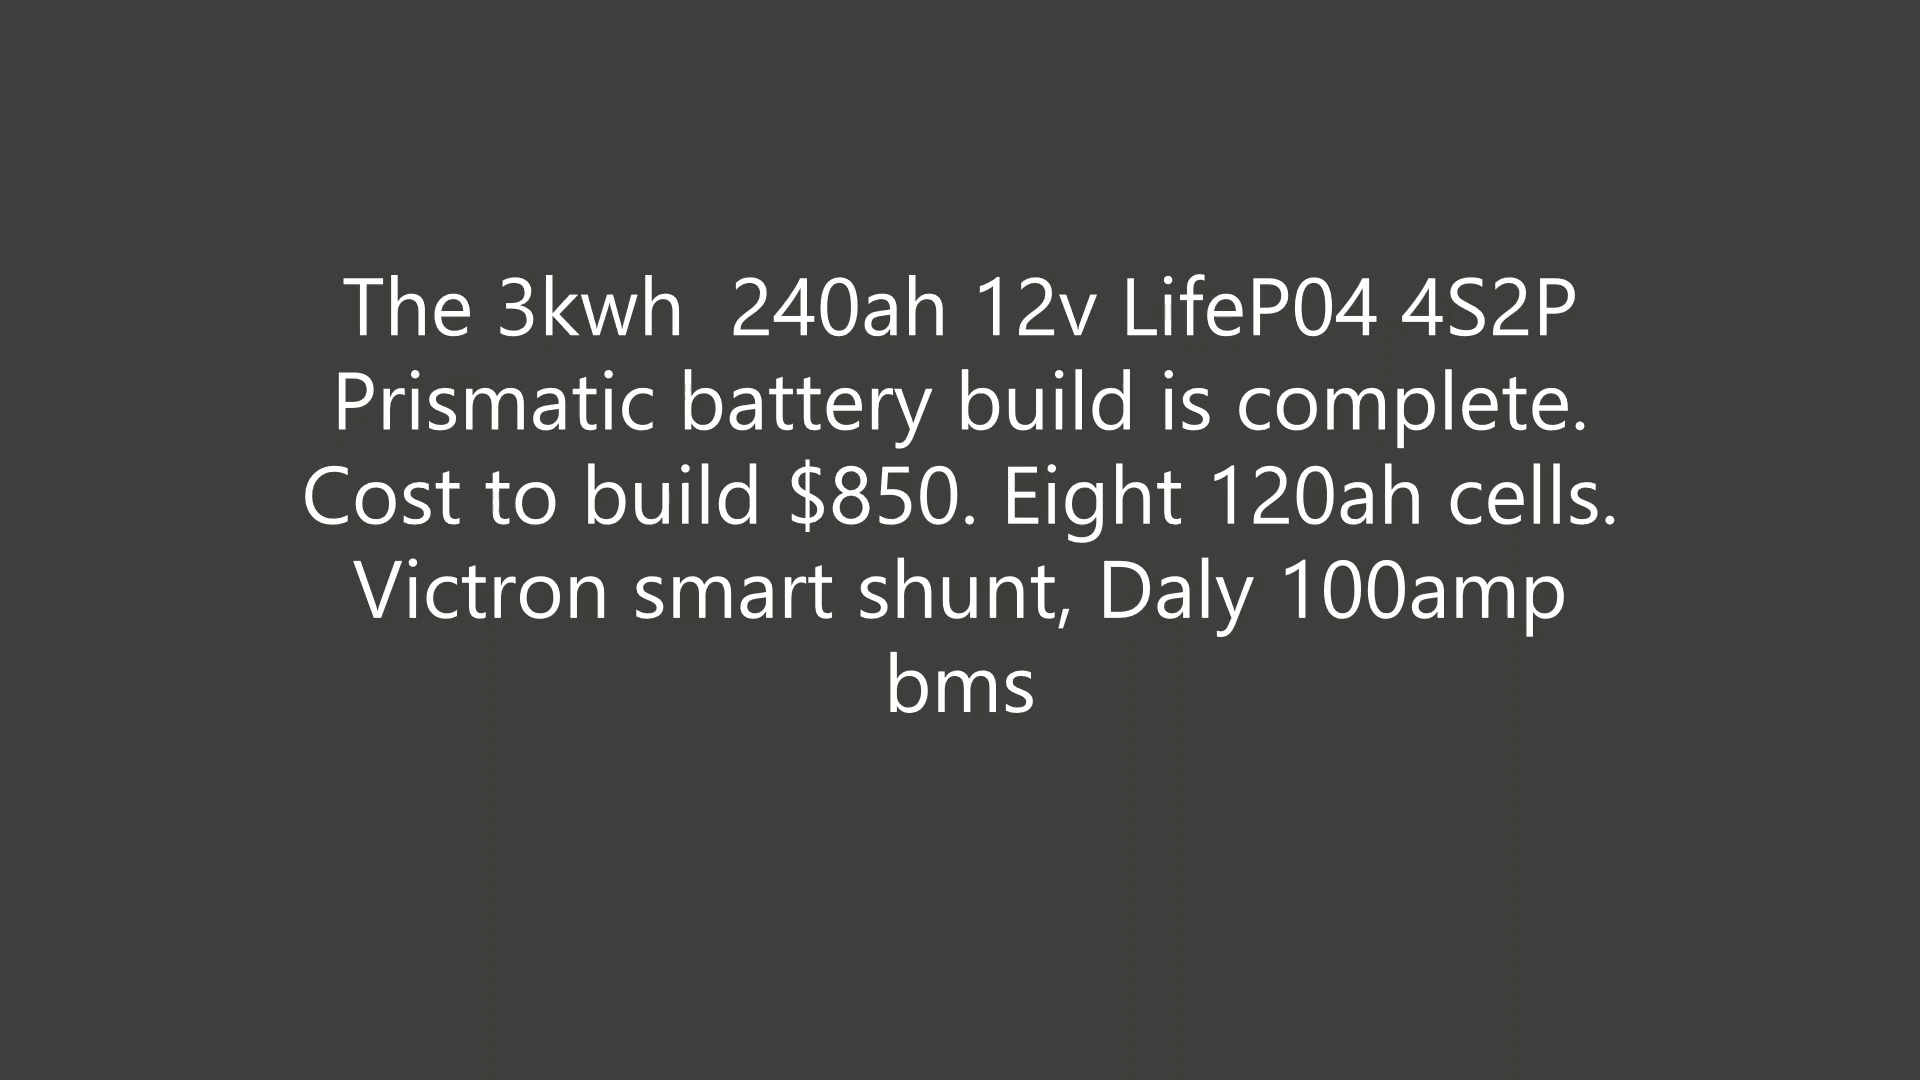 The 3kwh  240ah 12v LifeP04 4S2P
Prismatic battery build is complete.
Cost to build $850. Eight 120ah cells.
Victron smart shunt, Daly 100amp
bms